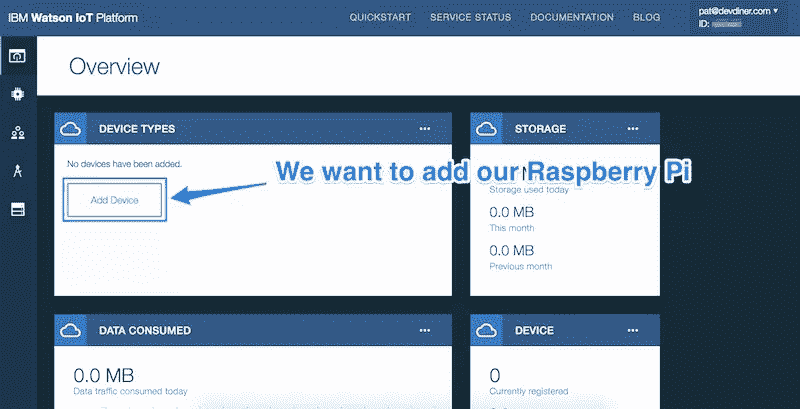 IBM Watson IoT Platform
QUICKSTART
SERVICE STATUS
DOCUMENTATION
BLOG
pat@devdiner.com
ID:
Overview
DEVICE TYPES
No devices have been added.
Add Device
We want to add our Raspberry Pi
STORAGE
Storage used today
0.0 MB
This month
0.0 MB
Previous month
DATA CONSUMED
0.0 MB
Data traffic consumed today
DEVICE
0
Currently registered